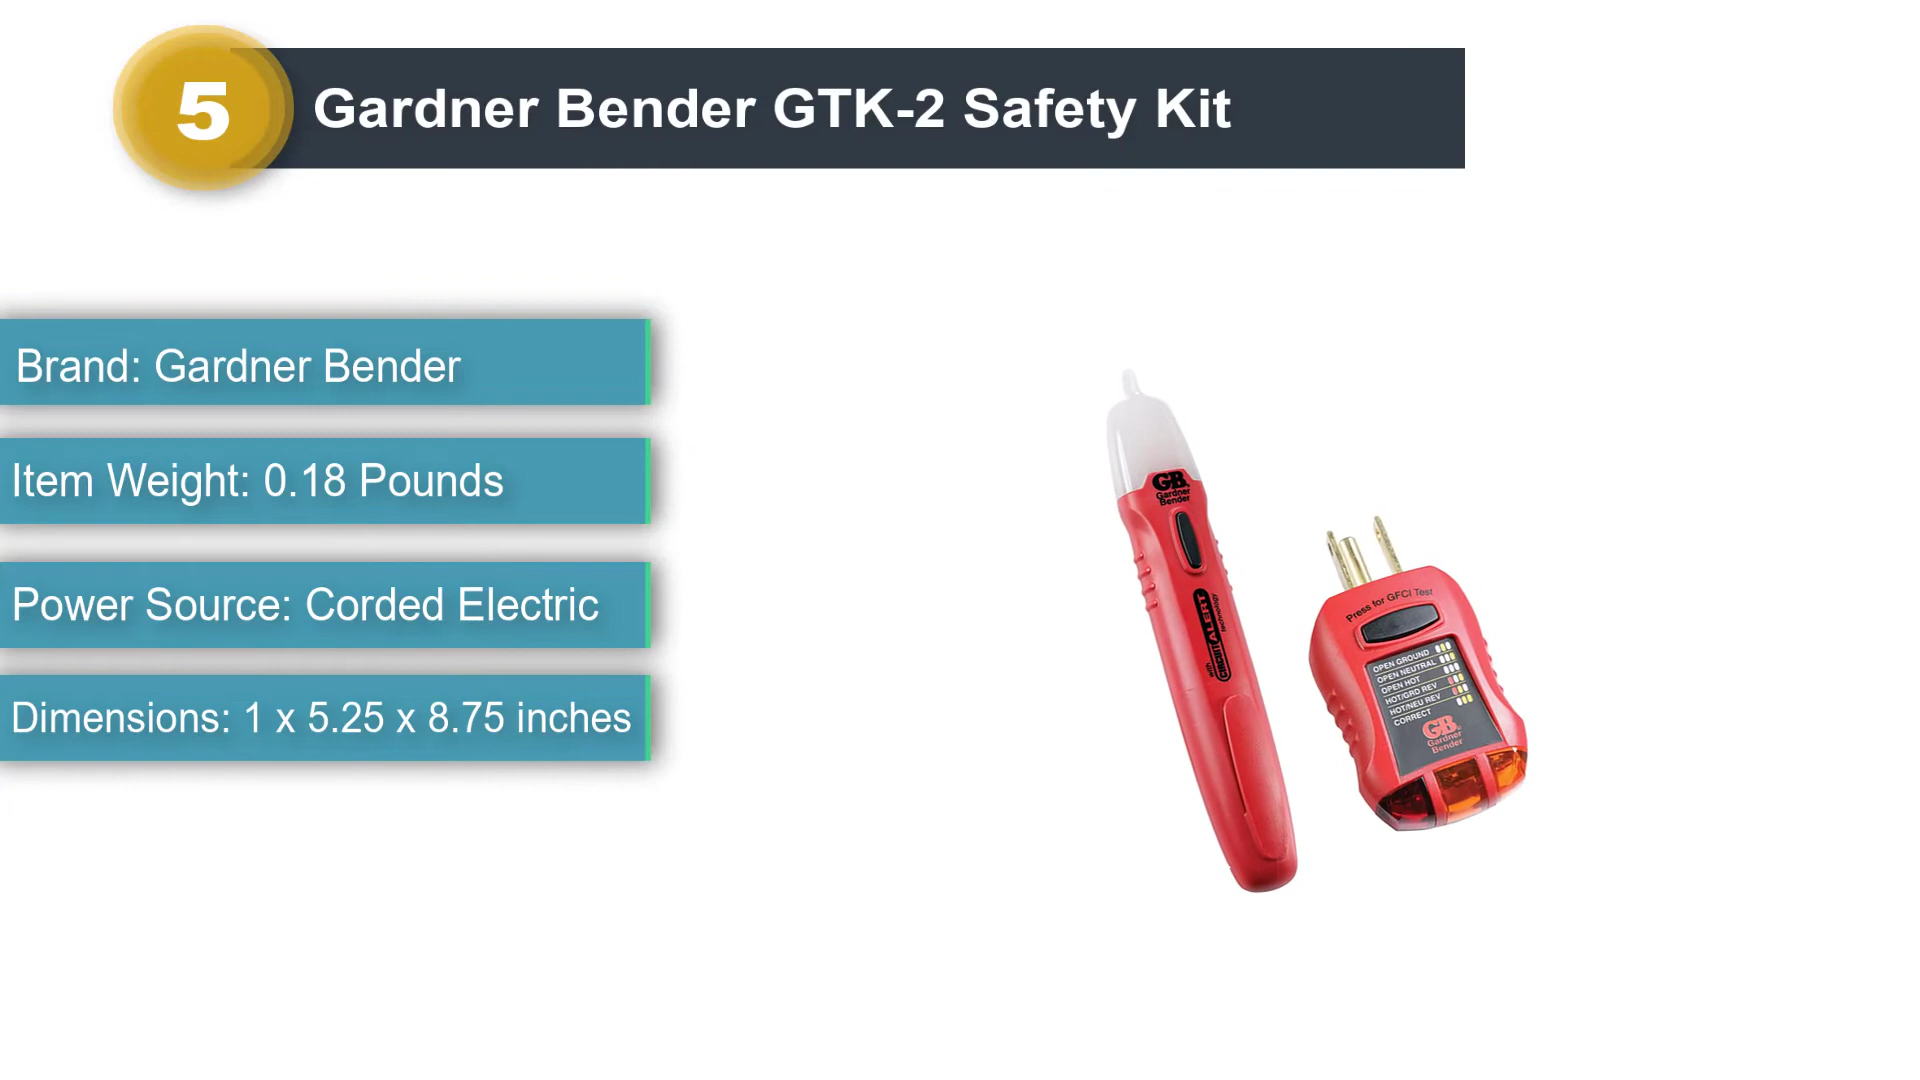 5
Gardner Bender GTK-2 Safety Kit
Brand: Gardner Bender
Item Weight: 0.18 Pounds
Power Source: Corded Electric
Dimensions: 1 x 5.25 x 8.75 inches
GB
Gardner
Bender
with
CIRCUIT ALERT
technology
Press for GFCI Test
OPEN GROUND
OPEN NEUTRAL
OPEN HOT
HOT/GRD REV
HOT/NEU REV
CORRECT
GB
Gardner
Bender